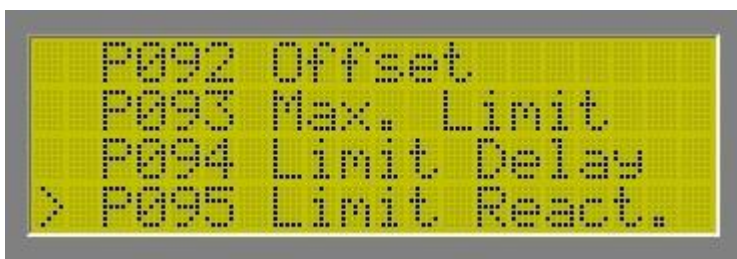 P092 Offset
P093 Max. Limit
P094 Limit Delay
> P095 Limit React.